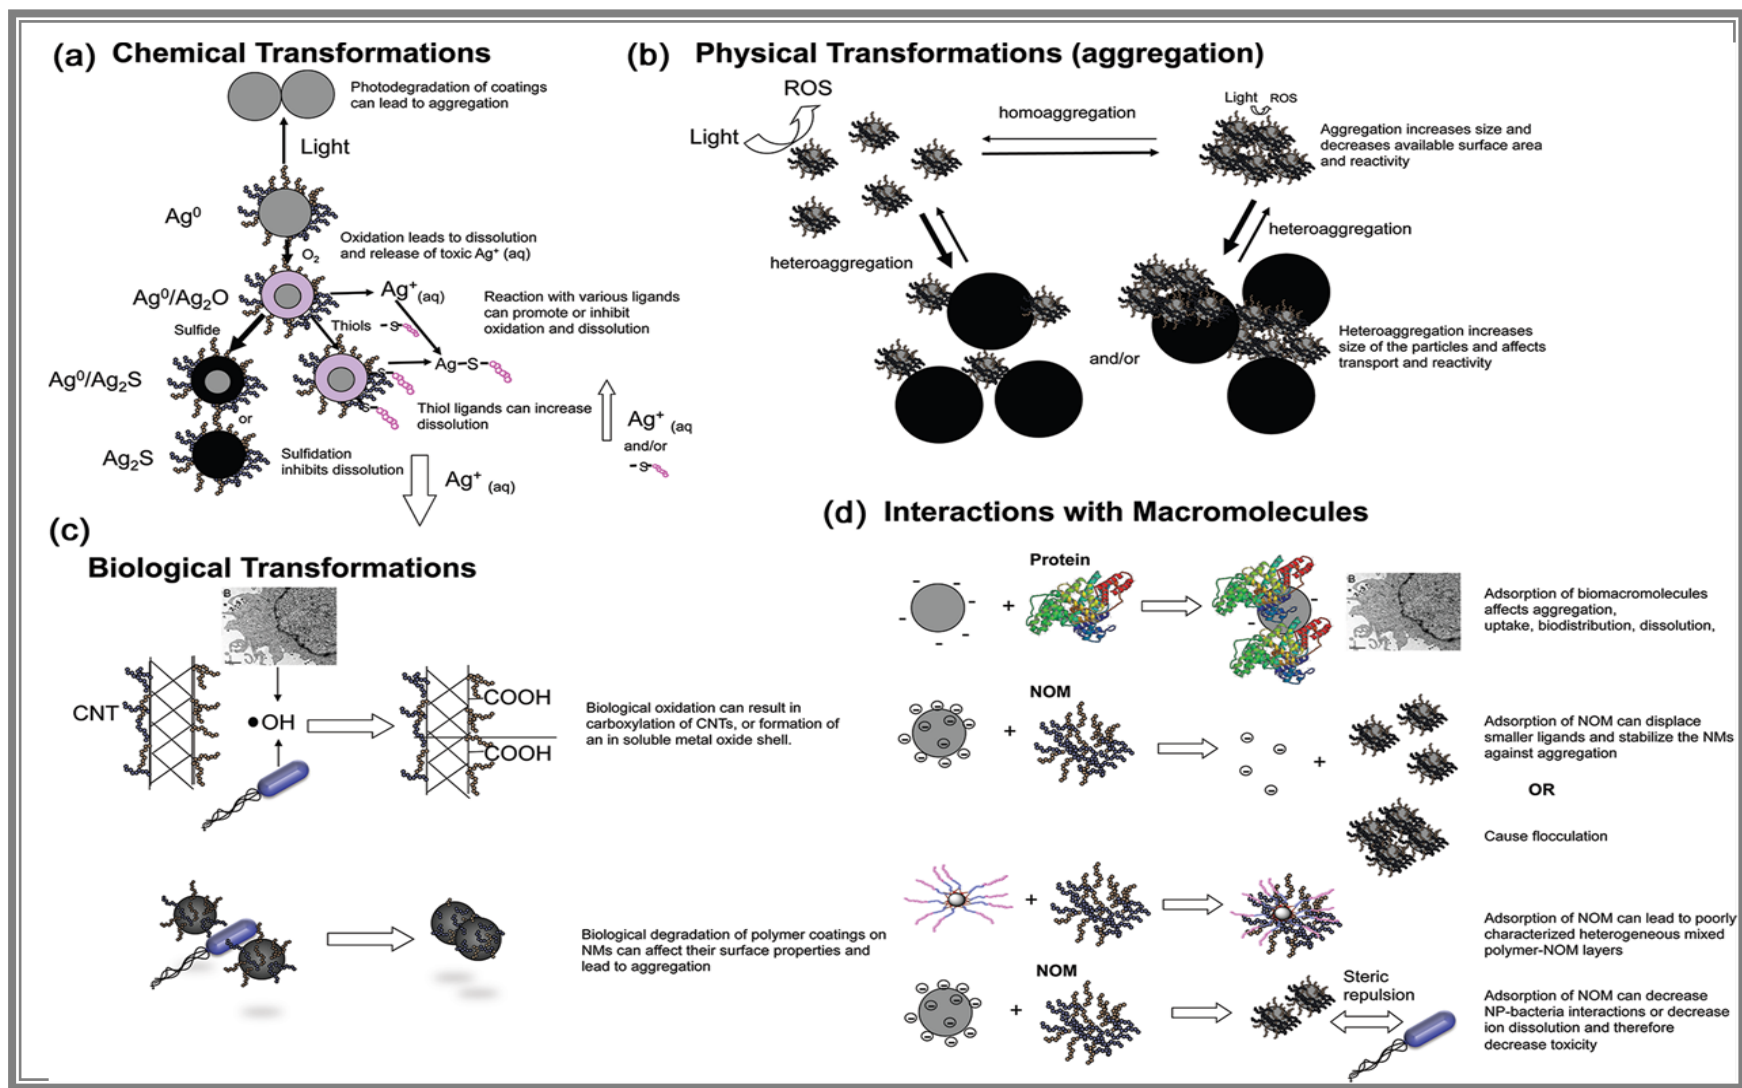 (a) Chemical Transformations
Photodegradation of coatings
can lead to aggregation
Light
Ag⁰
Oxidation leads to dissolution
and release of toxic Ag⁺ (aq)
O₂
Ag⁰/Ag₂O
Ag⁺ (aq)
Reaction with various ligands
can promote or inhibit
oxidation and dissolution
Sulfide
Thiols
-S-
Ag-S-
Ag⁰/Ag₂S
S-
S-
Thiol ligands can increase
dissolution
or
Ag₂S
Sulfidation
inhibits dissolution
Ag⁺ (aq)
Ag⁺ (aq
and/or
-S-
(b) Physical Transformations (aggregation)
ROS
Light
homoaggregation
Light ROS
Aggregation increases size and
decreases available surface area
and reactivity
heteroaggregation
heteroaggregation
and/or
Heteroaggregation increases
size of the particles and affects
transport and reactivity
(c)
Biological Transformations
B
CNT
•OH
COOH
COOH
Biological oxidation can result in
carboxylation of CNTs, or formation of
an in soluble metal oxide shell.
Biological degradation of polymer coatings on
NMs can affect their surface properties and
lead to aggregation
(d) Interactions with Macromolecules
Protein
+
B
Adsorption of biomacromolecules
affects aggregation,
uptake, biodistribution, dissolution,
NOM
+
+
Adsorption of NOM can displace
smaller ligands and stabilize the NMs
against aggregation
OR
Cause flocculation
+
Adsorption of NOM can lead to poorly
characterized heterogeneous mixed
polymer-NOM layers
NOM
+
Steric
repulsion
Adsorption of NOM can decrease
NP-bacteria interactions or decrease
ion dissolution and therefore
decrease toxicity